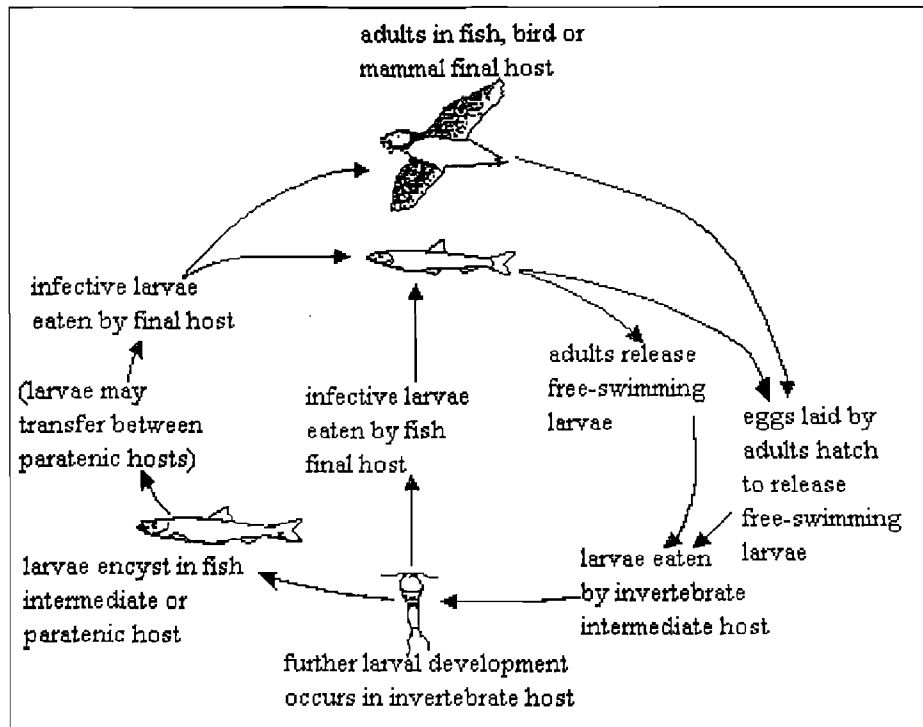 adults in fish, bird or
mammal final host
infective larvae
eaten by final host
(larvae may
transfer between
paratenic hosts)
larvae encyst in fish
intermediate or
paratenic host
infective larvae
eaten by fish
final host
further larval development
occurs in invertebrate host
adults release
free-swimming
larvae
eggs laid by
adults hatch
to release
free-swimming
larvae
larvae eaten
by invertebrate
intermediate host